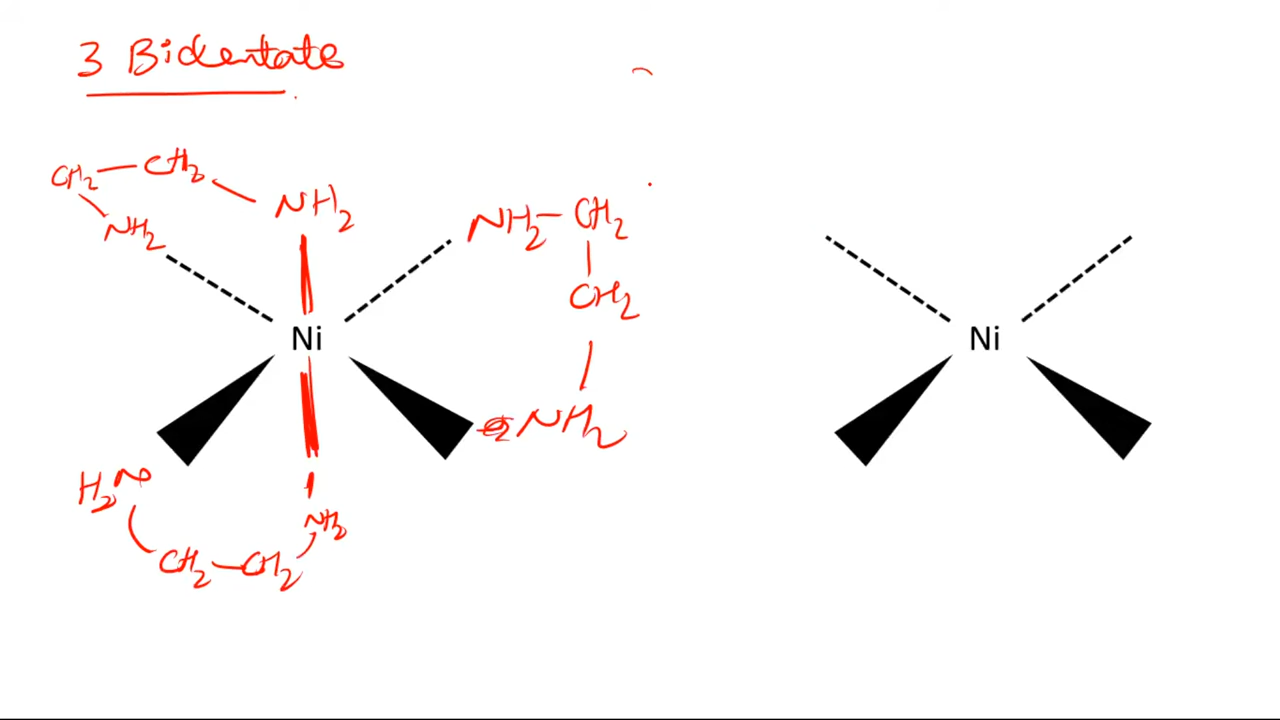 3 Bidentate
CH2 — CH2
NH2
NH2
NH2 — CH2
CH2
NH2
Ni
Ni
H2N
NH2
CH2 — CH2